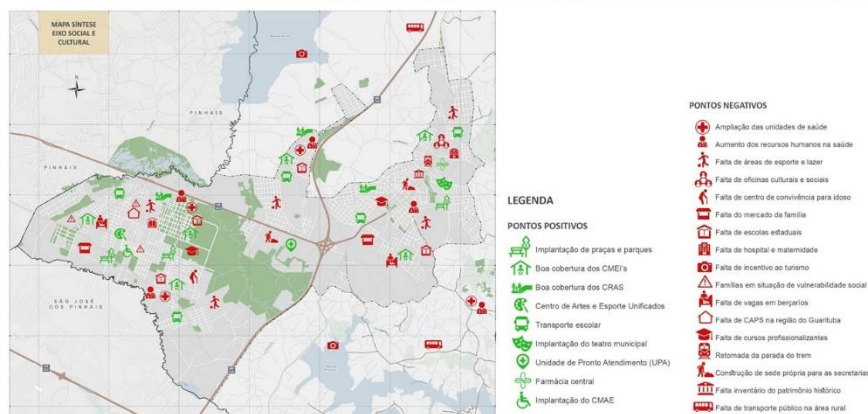 MAPA SÍNTESE
EIXO SOCIAL E
CULTURAL
N
PINHAIS
PINHAIS
SÃO JOSÉ
DOS PINHAIS
LEGENDA
PONTOS POSITIVOS
Implantação de praças e parques
Boa cobertura dos CMEI's
Boa cobertura dos CRAS
Centro de Artes e Esporte Unificados
Transporte escolar
Implantação do teatro municipal
Unidade de Pronto Atendimento (UPA)
Farmácia central
Implantação do CMAE
PONTOS NEGATIVOS
Ampliação das unidades de saúde
Aumento dos recursos humanos na saúde
Falta de áreas de esporte e lazer
Falta de oficinas culturais e sociais
Falta de centro de convivência para idoso
Falta do mercado da família
Falta de escolas estaduais
Falta de hospital e maternidade
Falta de incentivo ao turismo
Famílias em situação de vulnerabilidade social
Falta de vagas em berçarios
Falta de CAPS na região do Guarituba
Falta de cursos profissionalizantes
Retomada da parada do trem
Construção de sede própria para as secretarias
Falta inventário do patrimônio histórico
Falta de transporte público na área rural